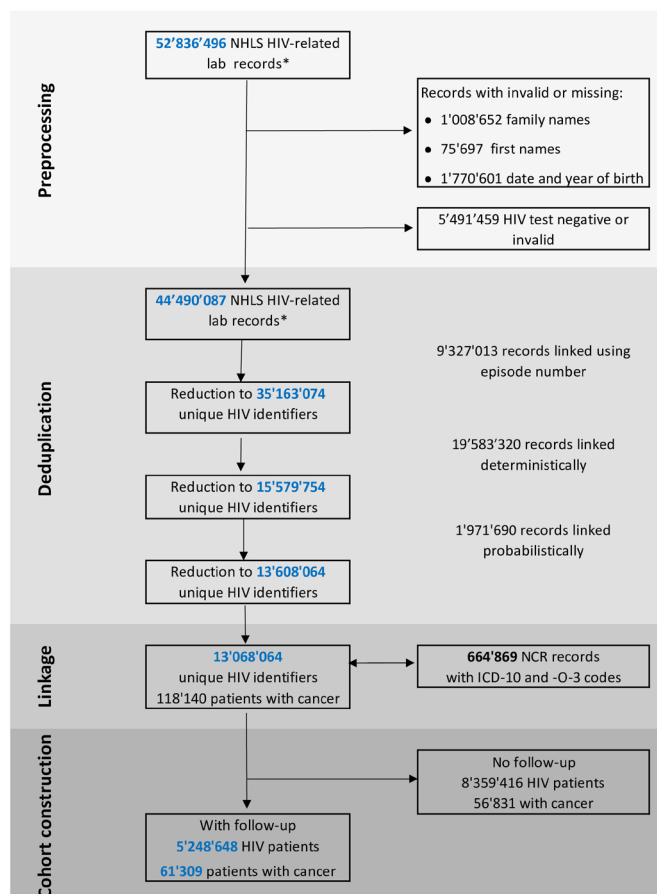 Preprocessing
52’836’496 NHLS HIV-related
lab records*
Records with invalid or missing:
● 1'008’652 family names
● 75'697 first names
● 1’770’601 date and year of birth
5’491’459 HIV test negative or
invalid
Deduplication
44’490’087 NHLS HIV-related
lab records*
9'327'013 records linked using
episode number
Reduction to 35'163'074
unique HIV identifiers
19’583’320 records linked
deterministically
Reduction to 15'579'754
unique HIV identifiers
1'971'690 records linked
probabilistically
Reduction to 13'608'064
unique HIV identifiers
Linkage
13'068'064
unique HIV identifiers
118'140 patients with cancer
664'869 NCR records
with ICD-10 and -O-3 codes
Cohort construction
No follow-up
8’359'416 HIV patients
56'831 with cancer
With follow-up
5'248'648 HIV patients
61'309 patients with cancer